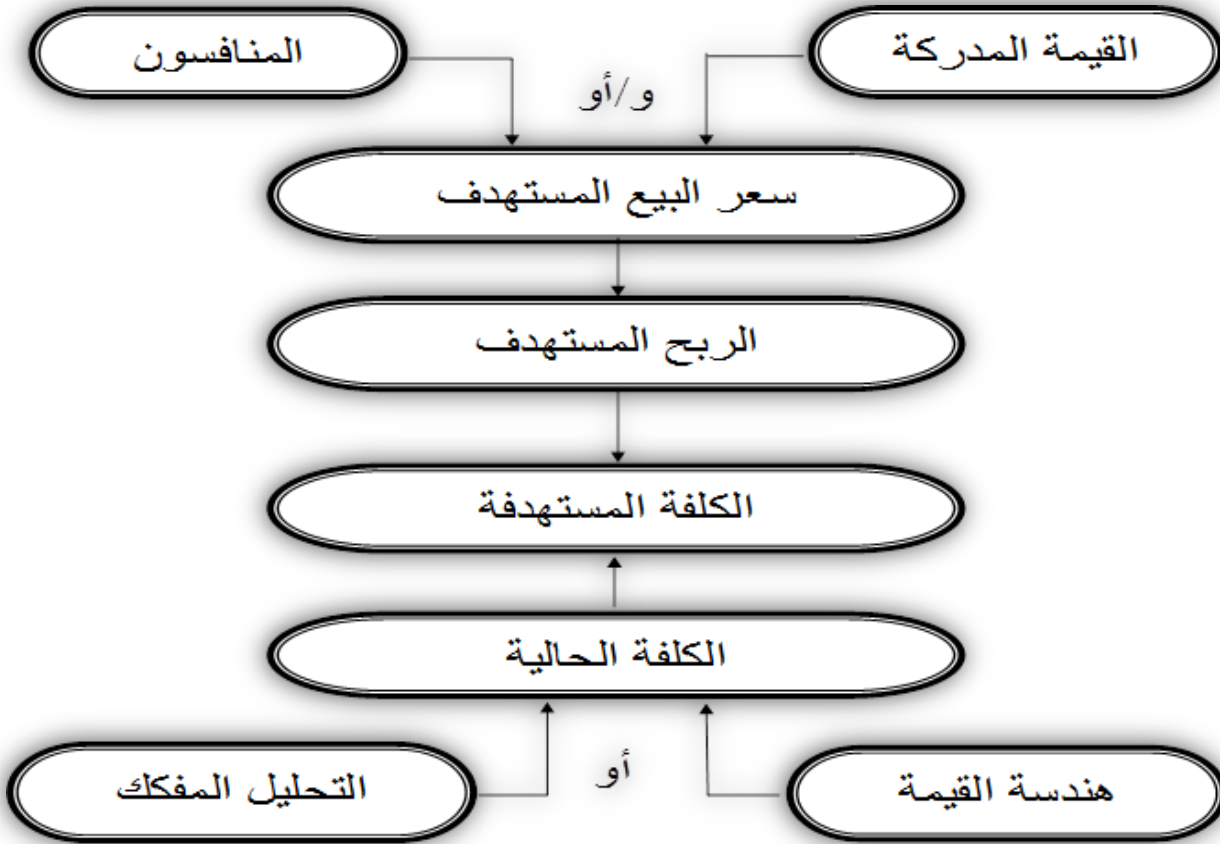 القيمة المدركة
المنافسون
و/أو
سعر البيع المستهدف
الربح المستهدف
الكلفة المستهدفة
الكلفة الحالية
أو
هندسة القيمة
التحليل المفكك